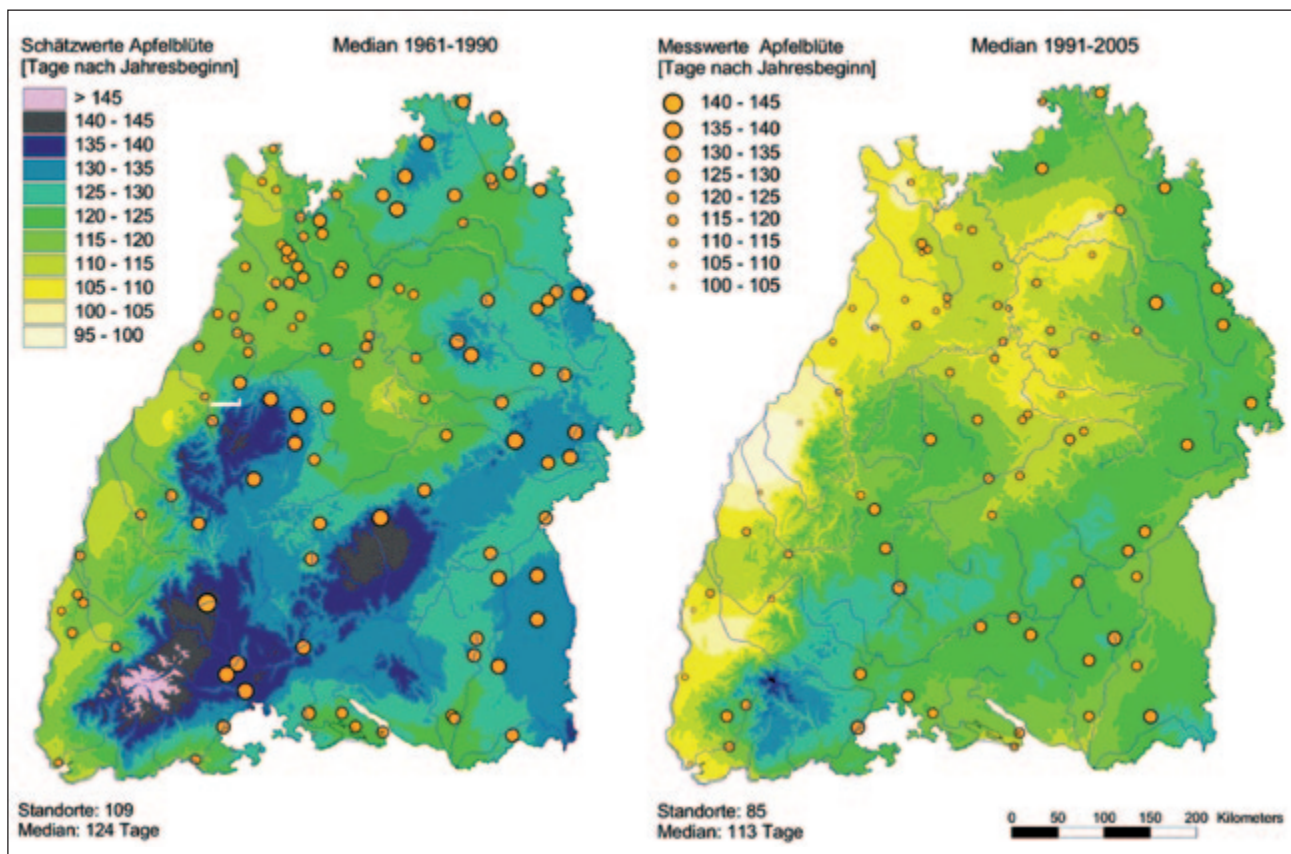 Schätzwerte Apfelblüte
[Tage nach Jahresbeginn]
> 145
140 - 145
135 - 140
130 - 135
125 - 130
120 - 125
115 - 120
110 - 115
105 - 110
100 - 105
95 - 100
Median 1961-1990
Standorte: 109
Median: 124 Tage
Messwerte Apfelblüte
[Tage nach Jahresbeginn]
140 - 145
135 - 140
130 - 135
125 - 130
120 - 125
115 - 120
110 - 115
105 - 110
100 - 105
Median 1991-2005
Standorte: 85
Median: 113 Tage
0 50 100 150 200 Kilometers